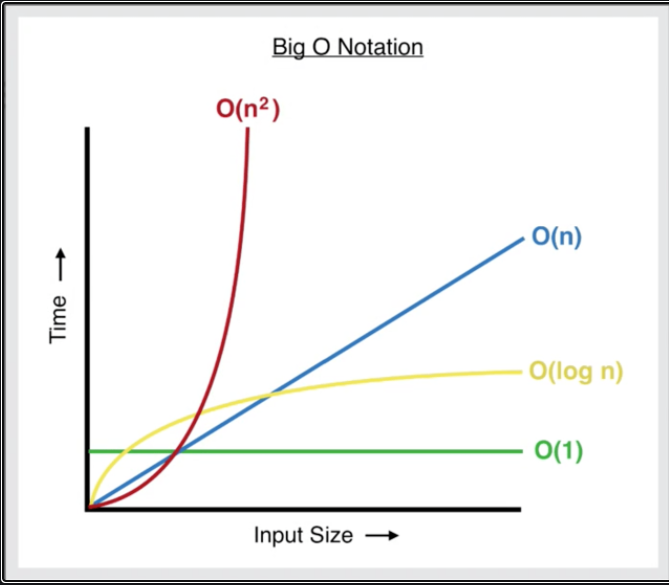 Big O Notation
O(n²)
O(n)
Time
O(log n)
O(1)
Input Size